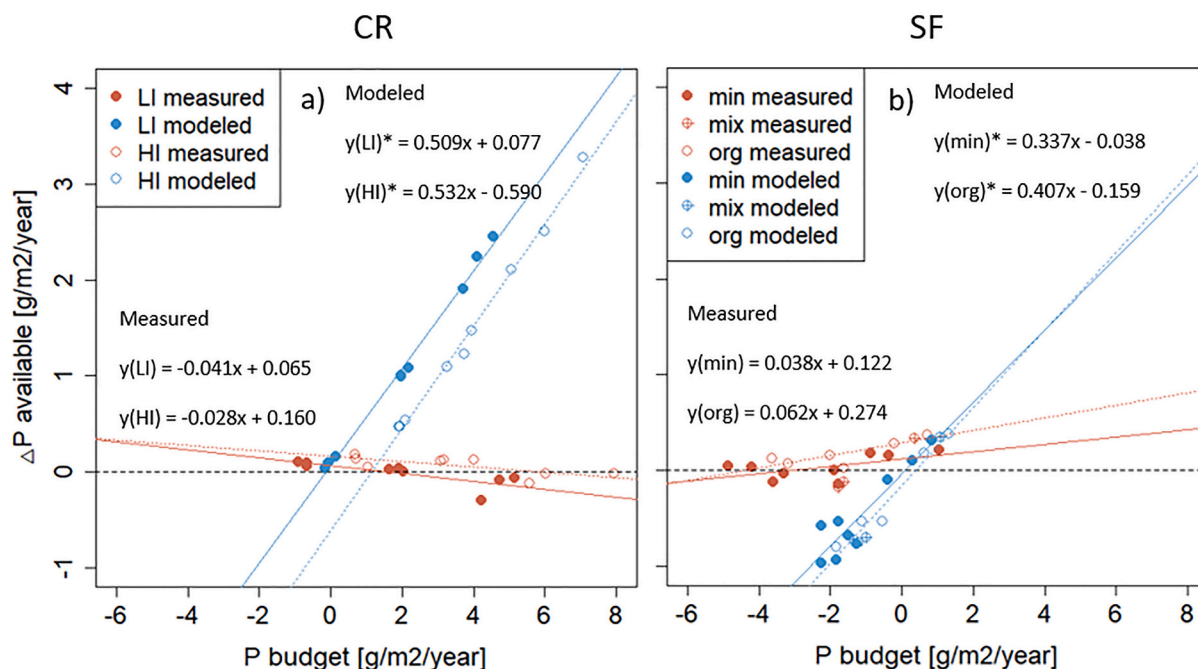 CR
SF
LI measured
LI modeled
HI measured
HI modeled
a)
Modeled
y(LI)* = 0.509x + 0.077
y(HI)* = 0.532x - 0.590
Measured
y(LI) = -0.041x + 0.065
y(HI) = -0.028x + 0.160
△P available [g/m2/year]
4
3
2
1
0
-1
-6 -4 -2 0 2 4 6 8
P budget [g/m2/year]
min measured
mix measured
org measured
min modeled
mix modeled
org modeled
b)
Modeled
y(min)* = 0.337x - 0.038
y(org)* = 0.407x - 0.159
Measured
y(min) = 0.038x + 0.122
y(org) = 0.062x + 0.274
-6 -4 -2 0 2 4 6 8
P budget [g/m2/year]